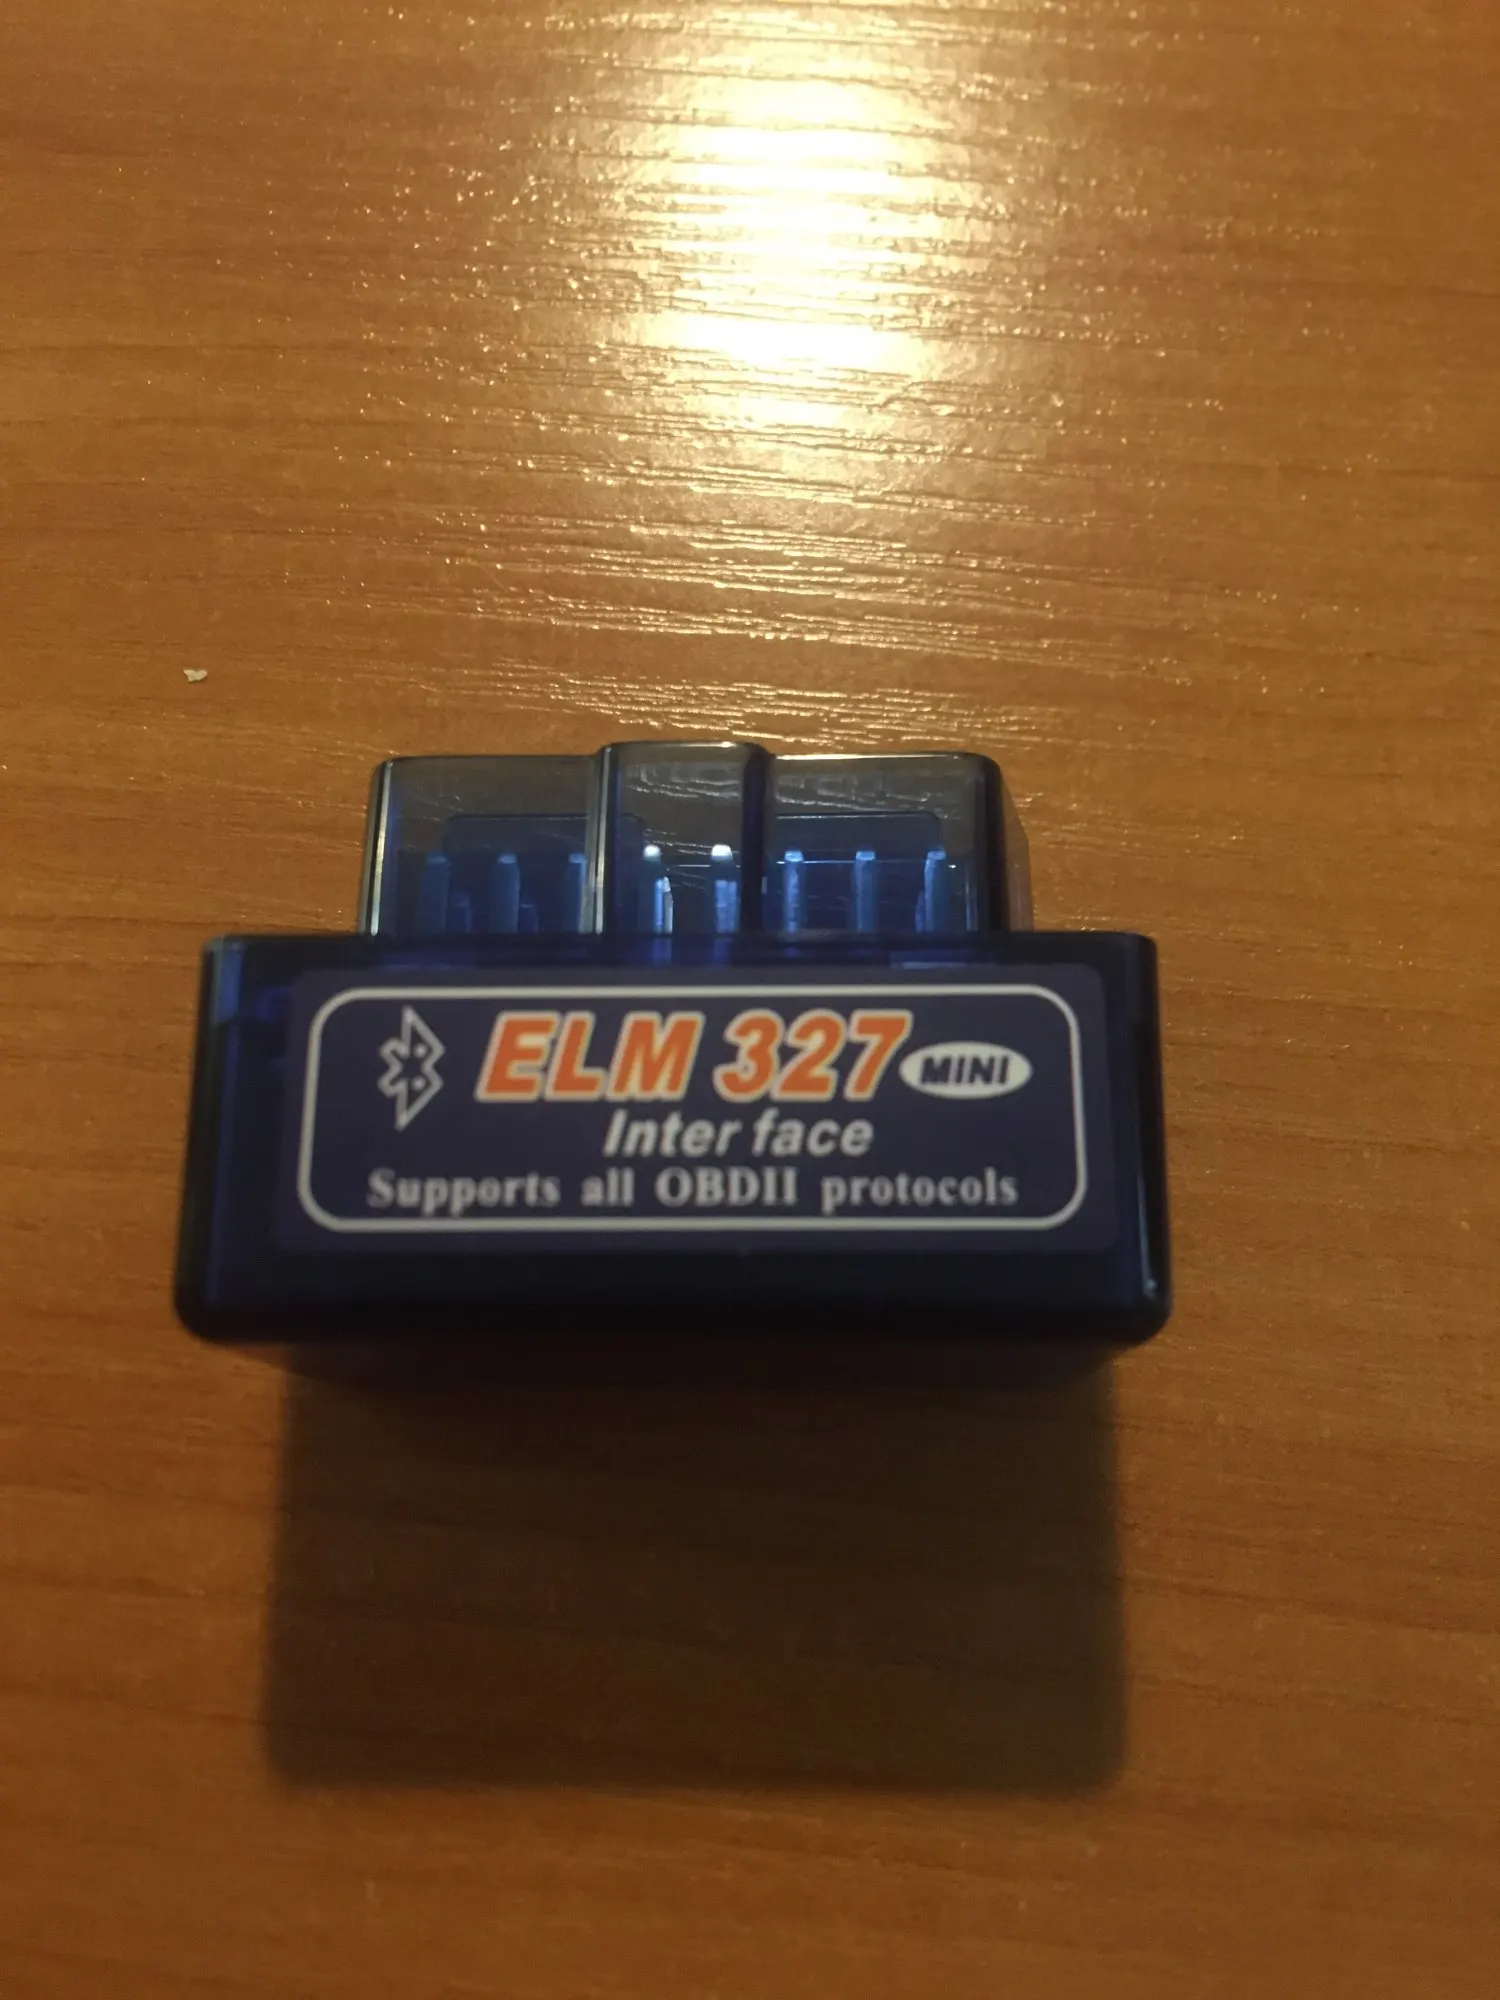 ELM 327 MINI
Inter face
Supports all OBDII protocols